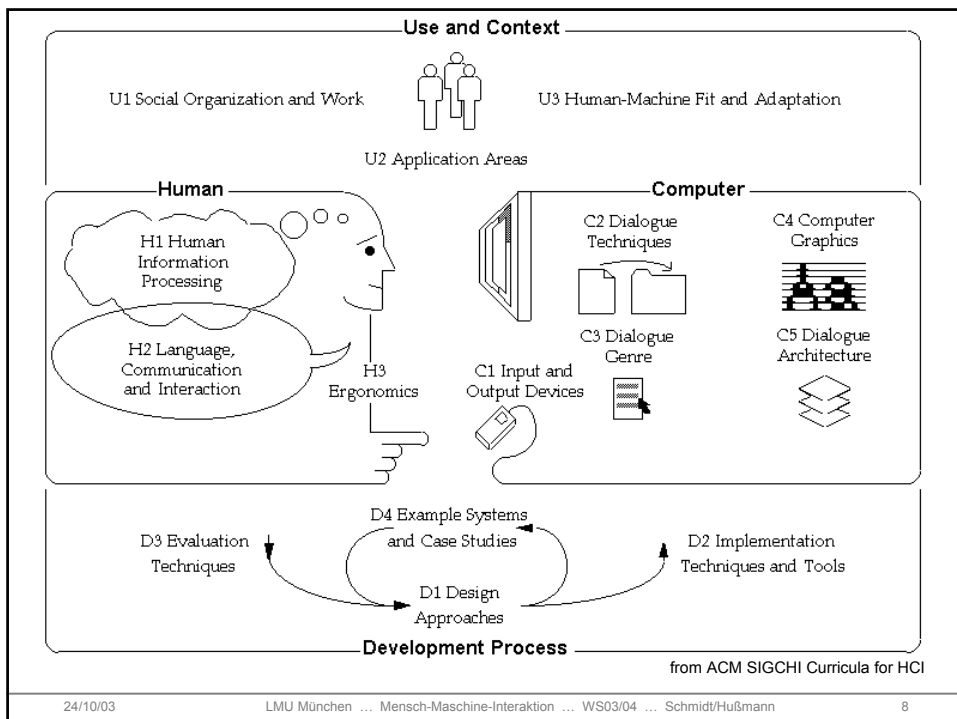 Use and Context
U1 Social Organization and Work
U3 Human-Machine Fit and Adaptation
U2 Application Areas
Human
H1 Human
Information
Processing
H2 Language,
Communication
and Interaction
H3
Ergonomics
Computer
C2 Dialogue
Techniques
C4 Computer
Graphics
Aa
C3 Dialogue
Genre
C5 Dialogue
Architecture
C1 Input and
Output Devices
D4 Example Systems
and Case Studies
D3 Evaluation
Techniques
D2 Implementation
Techniques and Tools
D1 Design
Approaches
Development Process
from ACM SIGCHI Curricula for HCI
24/10/03 LMU München ... Mensch-Maschine-Interaktion ... WS03/04 ... Schmidt/Hußmann 8